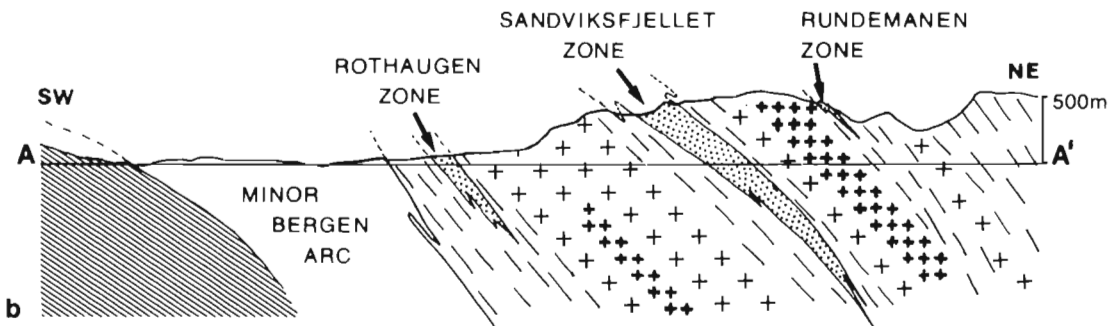 SANDVIKSFJELLET
ZONE
RUNDEMANEN
ZONE
ROTHAUGEN
ZONE
SW
NE
500m
A
A'
MINOR
BERGEN
ARC
b